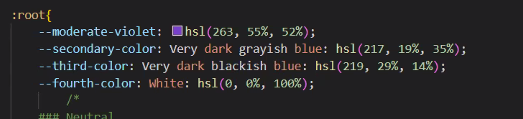 :root{
--moderate-violet: hsl(263, 55%, 52%);
--secondary-color: Very dark grayish blue: hsl(217, 19%, 35%);
--third-color: Very dark blackish blue: hsl(219, 29%, 14%);
--fourth-color: White: hsl(0, 0%, 100%);
/*
### Neutral